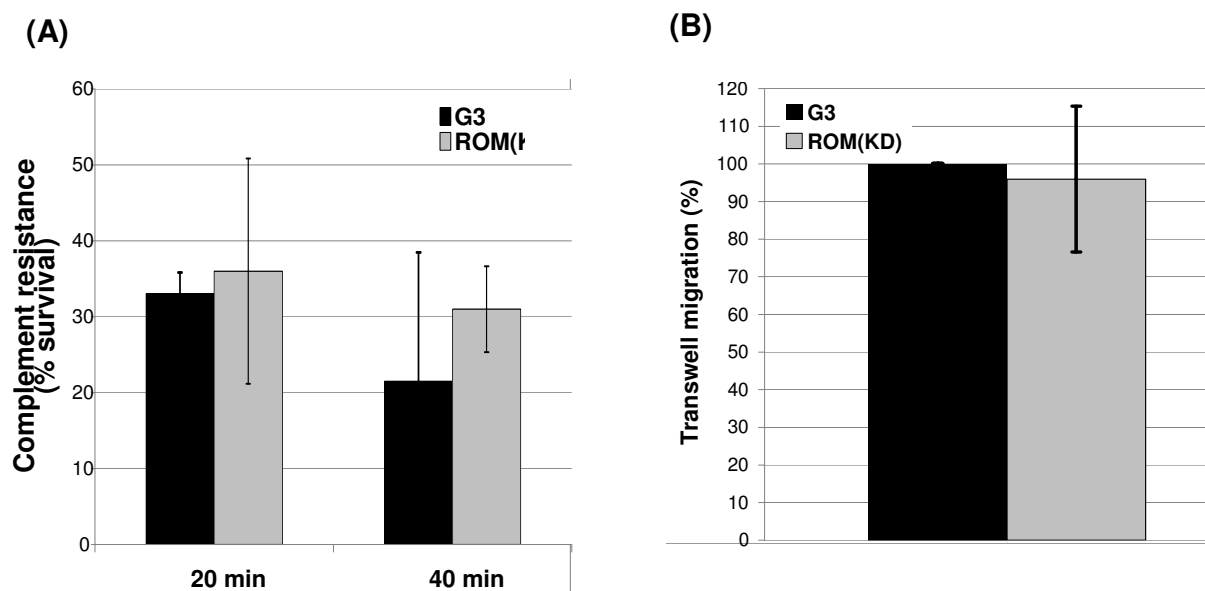 (A)
Complement resistance
(% survival)
60
50
40
30
20
10
0
G3
ROM(K
20 min
40 min
(B)
Transwell migration (%)
120
110
100
90
80
70
60
50
40
30
20
10
0
G3
ROM(KD)